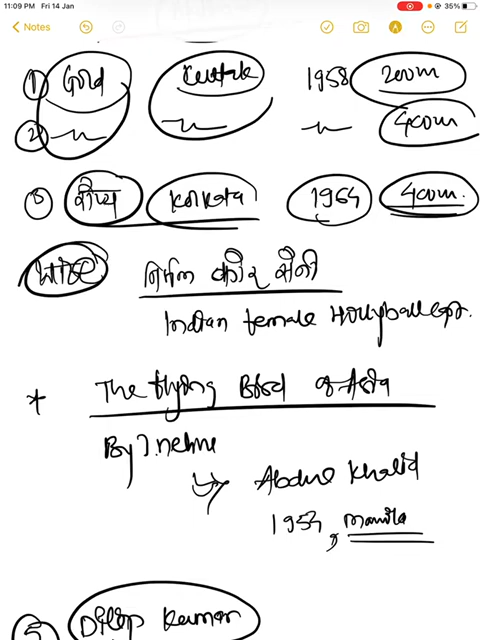 11:09 PM Fri 14 Jan 35%
Notes
① Gold Cuttak 1958 200m
② –〃– –〃– –〃– 400m
③ रौप्य Kolkata 1964 400m.
निर्मल कौर सैनी
Indian female Hollyballer.
* The flying Bird of Asia
By J. nehru
↳ Abdul Khalid
1954, manila
5 Dilip Kumar